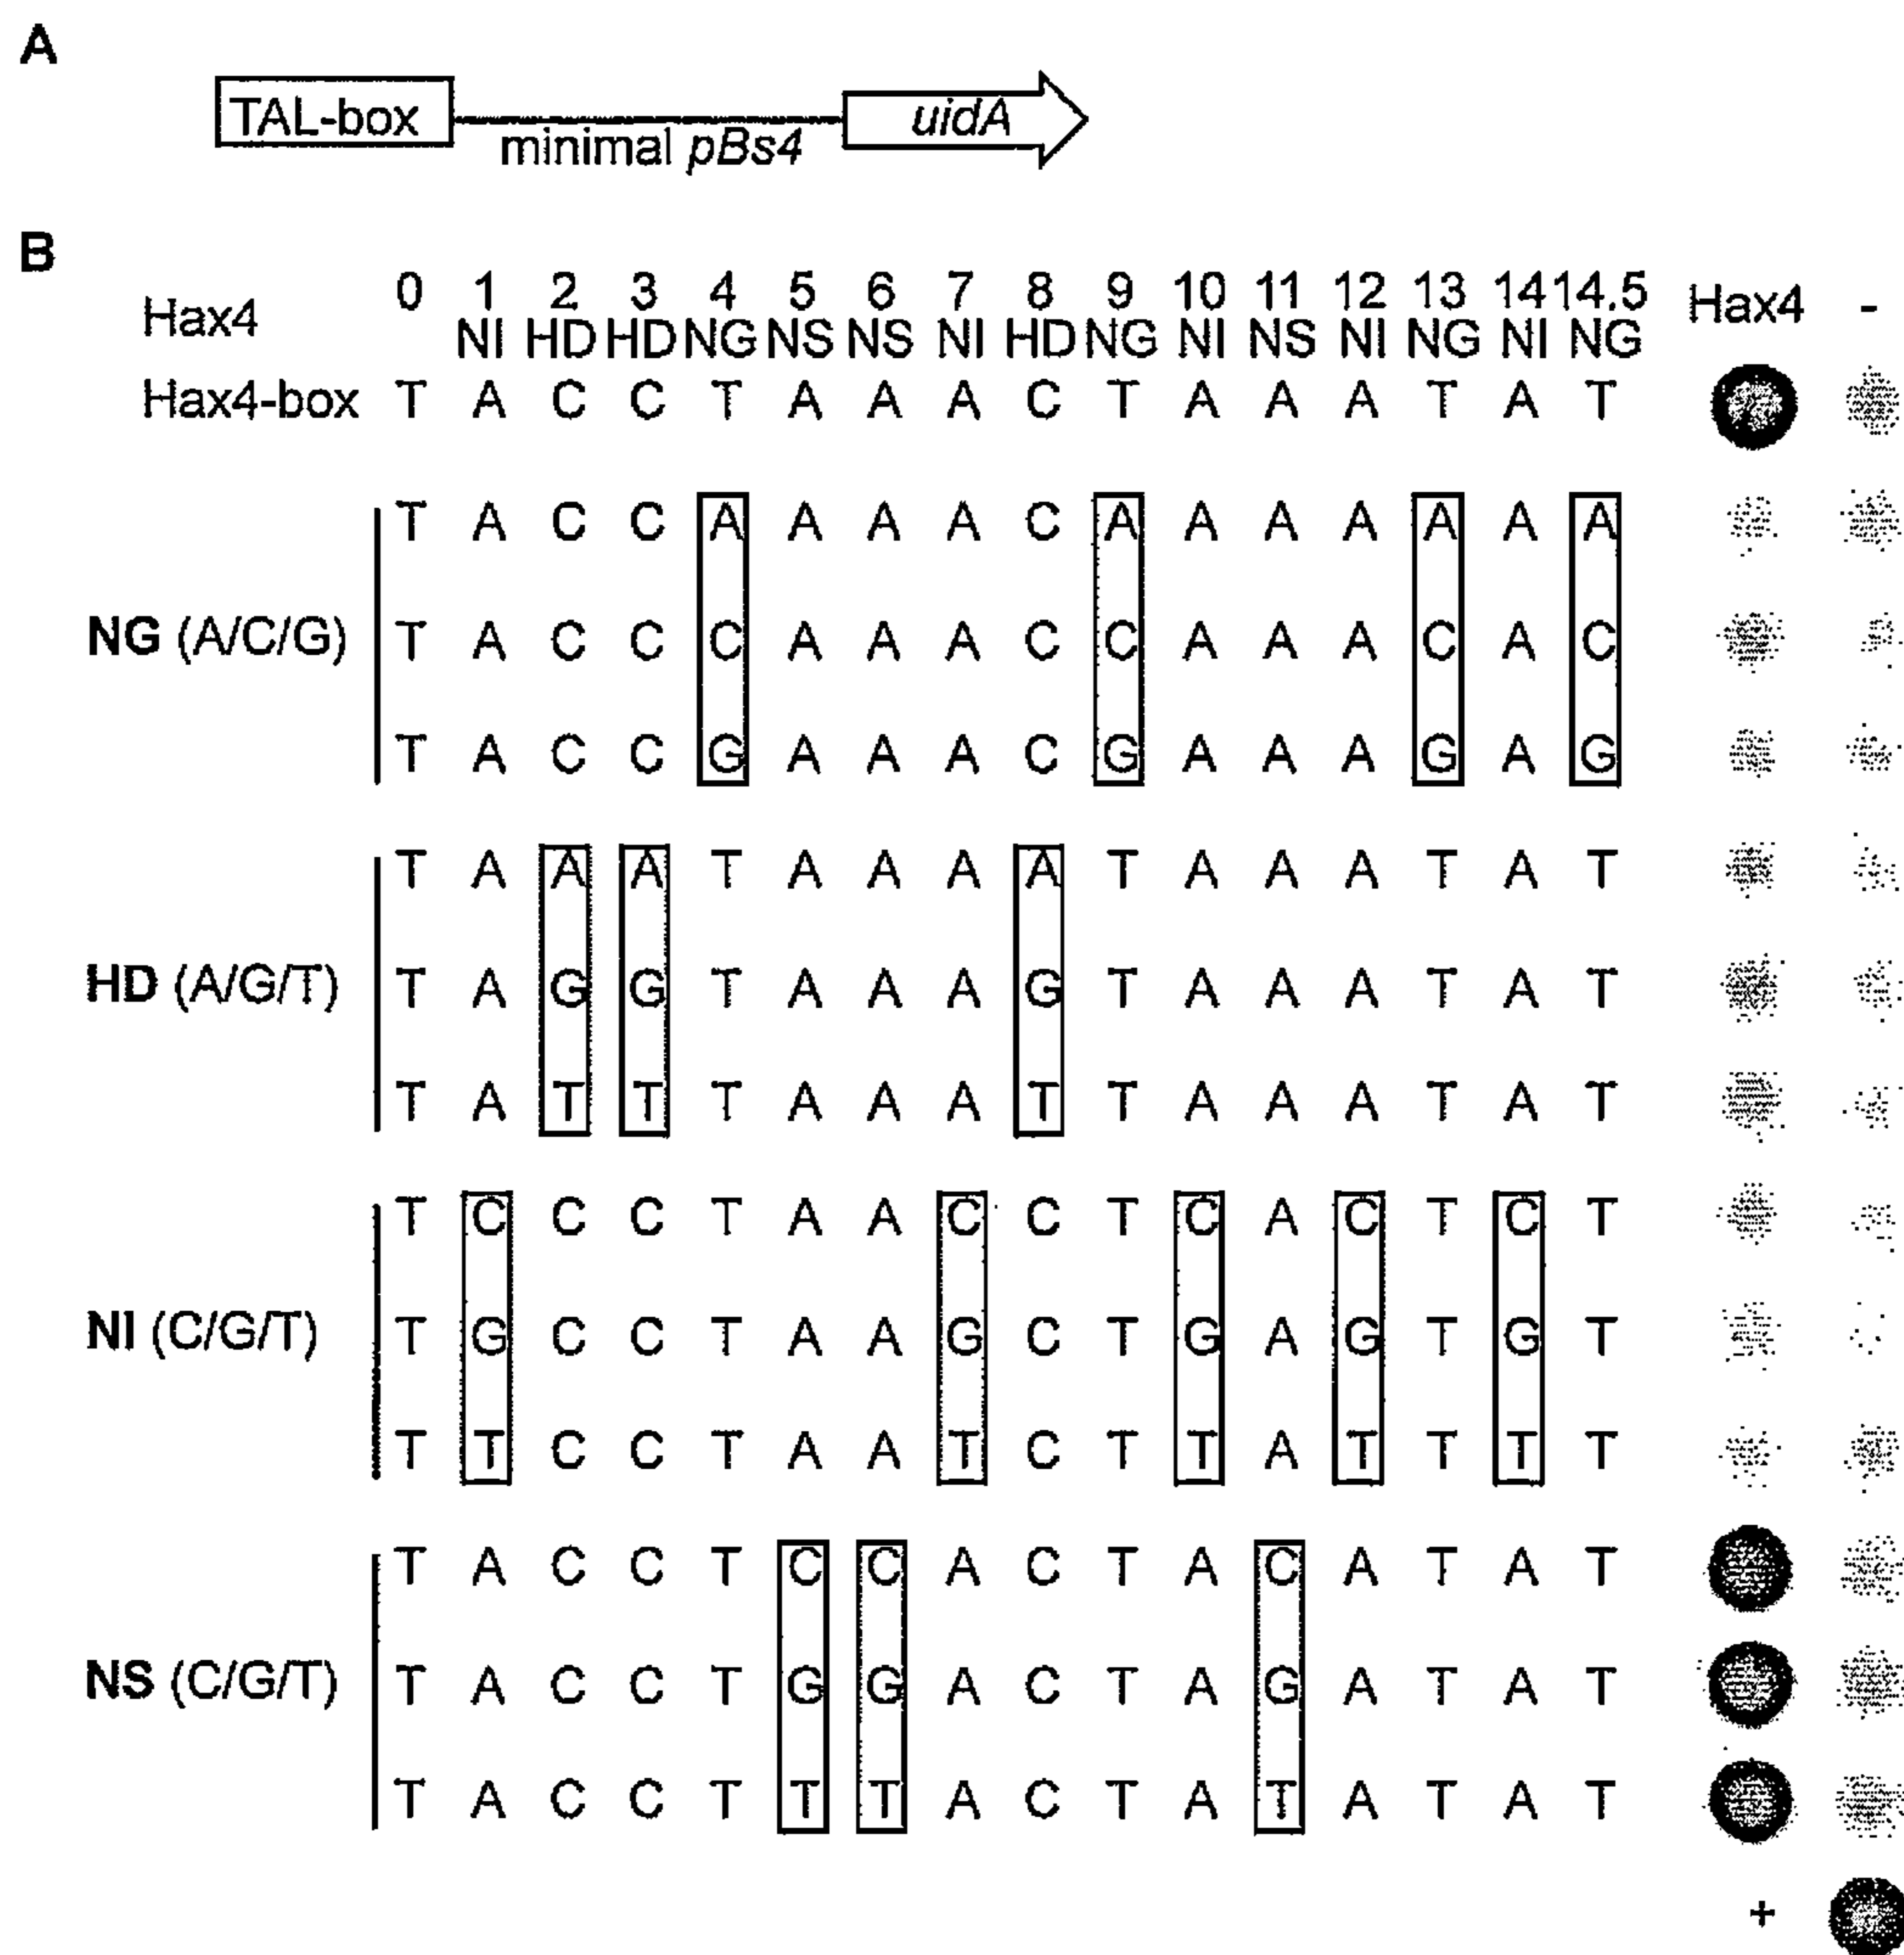 A
TAL-box minimal pBs4 uidA
B
0 1 2 3 4 5 6 7 8 9 10 11 12 13 14 14.5 Hax4 -
Hax4 NI HD HD NG NS NS NI HD NG NI NS NI NG NI NG
Hax4-box T A C C T A A A C T A A A T A T
T A C C A A A A C A A A A A A A
NG (A/C/G) T A C C C A A A C C A A A C A C
T A C C G A A A C G A A A G A G
T A A A T A A A A T A A A T A T
HD (A/G/T) T A G G T A A A G T A A A T A T
T A T T T A A A T T A A A T A T
T C C C T A A C C T C A C T C T
NI (C/G/T) T G C C T A A G C T G A G T G T
T T C C T A A T C T T A T T T T
T A C C T C C A C T A C A T A T
NS (C/G/T) T A C C T G G A C T A G A T A T
T A C C T T T A C T A T A T A T
+